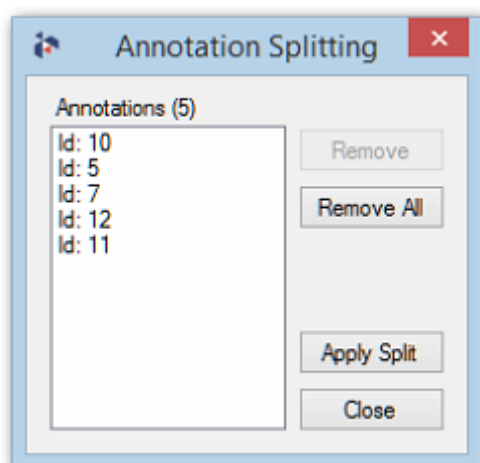 Annotation Splitting
Annotations (5)
Id: 10
Id: 5
Id: 7
Id: 12
Id: 11
Remove
Remove All
Apply Split
Close